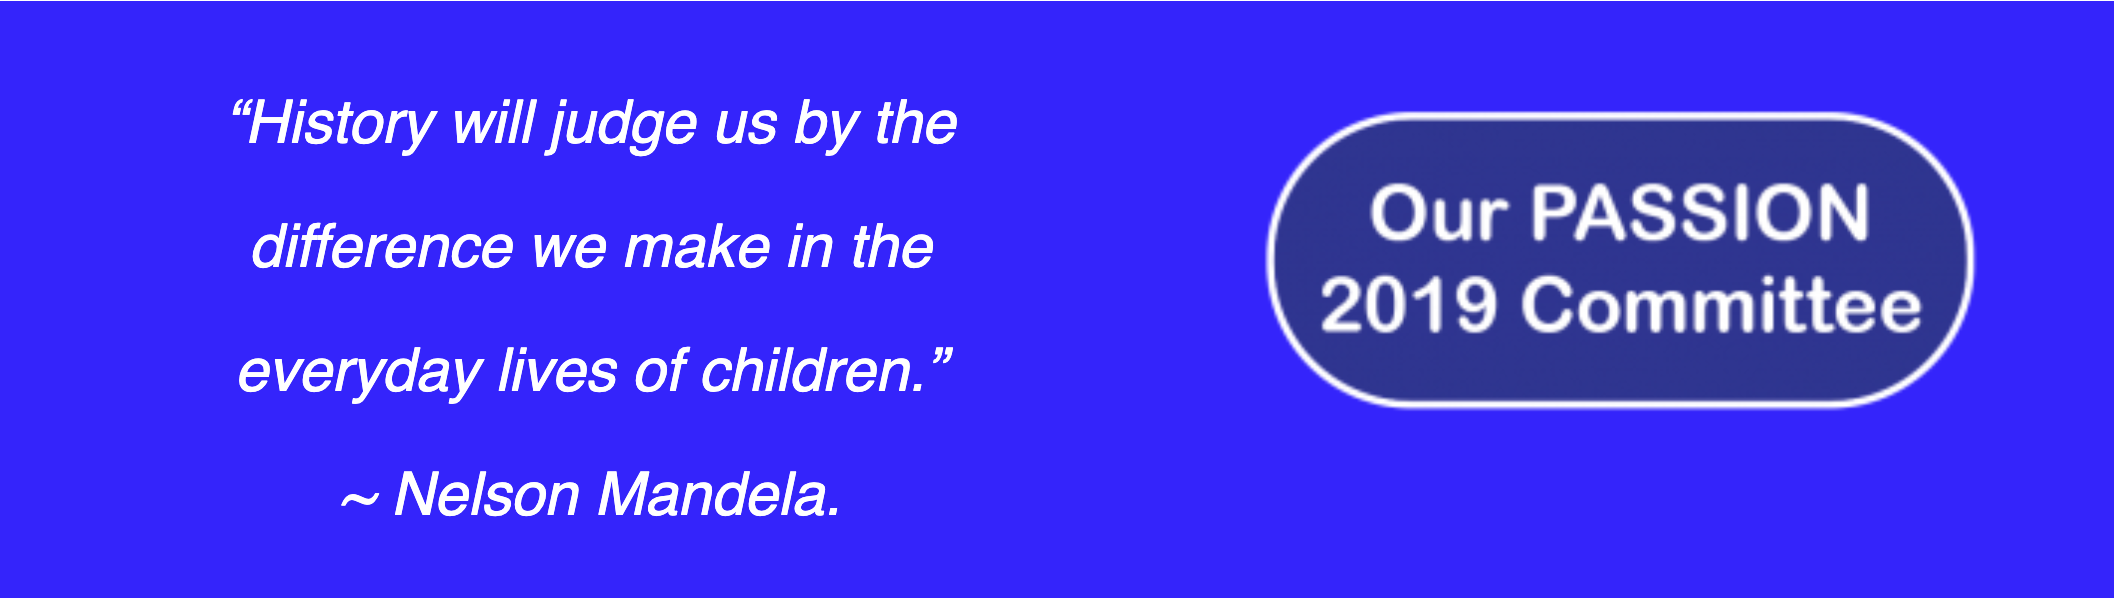 “History will judge us by the
difference we make in the
everyday lives of children.”
~ Nelson Mandela.
Our PASSION
2019 Committee